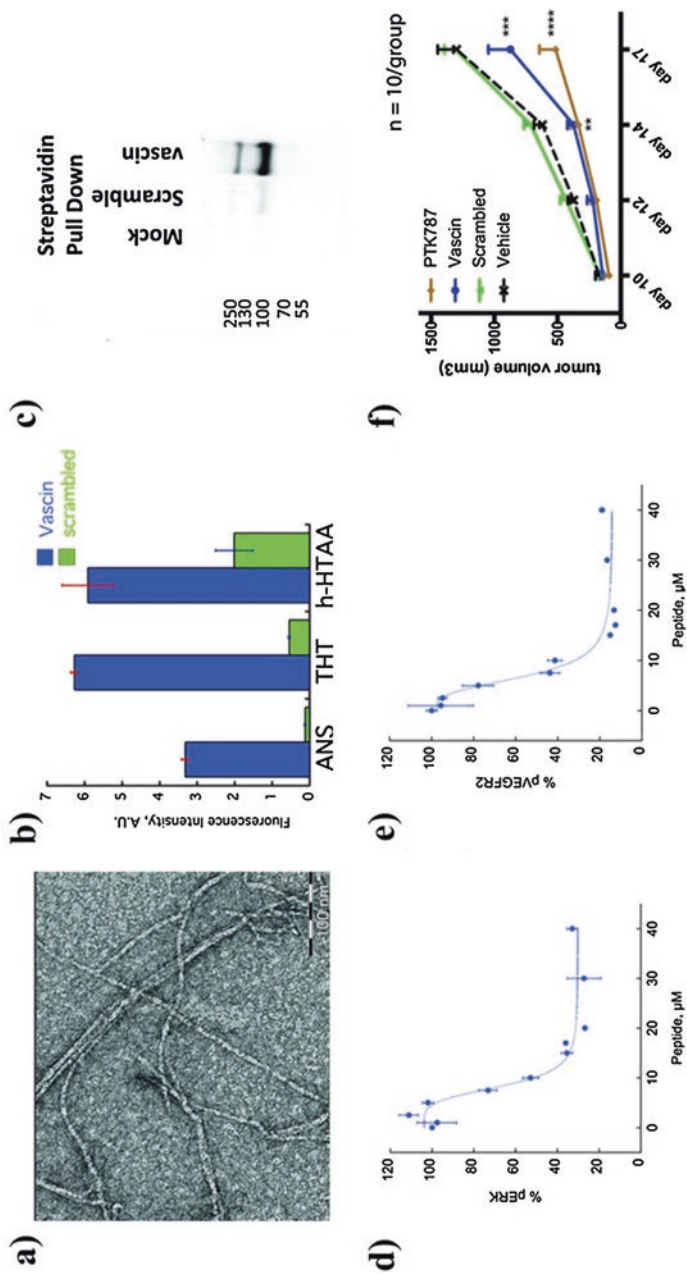 a)
100 nm
b)
Vascin
scrambled
Fluorescence Intensity, A.U.
7
6
5
4
3
2
1
0
ANS
THT
h-HTAA
c)
Streptavidin
Pull Down
Mock
Scramble
vascin
250
130
100
70
55
d)
% pERK
120
100
80
60
40
20
0
10
20
30
40
Peptide, µM
e)
% pVEGFR2
120
100
80
60
40
20
0
10
20
30
40
Peptide, µM
f)
n = 10/group
PTK787
Vascin
Scrambled
Vehicle
tumor volume (mm3)
1500
1000
500
0
day 10
day 12
day 14
day 17
**
***
****